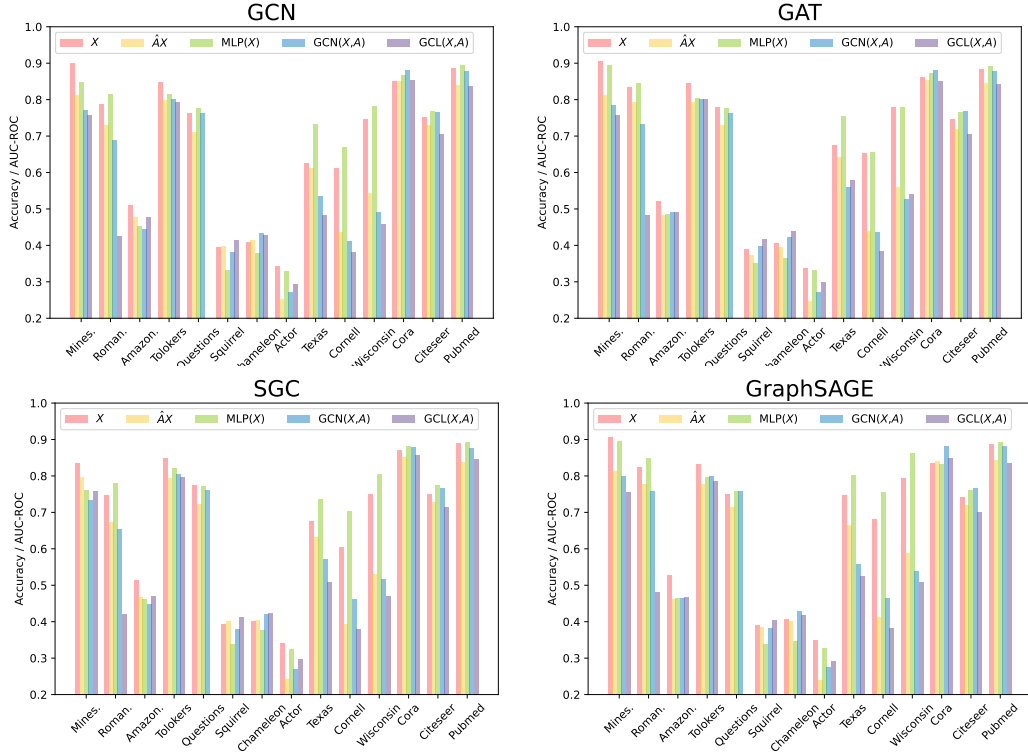 GCN
X
ÂX
MLP(X)
GCN(X,A)
GCL(X,A)
Accuracy / AUC-ROC
1.0
0.9
0.8
0.7
0.6
0.5
0.4
0.3
0.2
Mines.
Roman.
Amazon.
Tolokers
Questions
Squirrel
Chameleon
Actor
Texas
Cornell
Wisconsin
Cora
Citeseer
Pubmed
GAT
X
ÂX
MLP(X)
GCN(X,A)
GCL(X,A)
Accuracy / AUC-ROC
1.0
0.9
0.8
0.7
0.6
0.5
0.4
0.3
0.2
Mines.
Roman.
Amazon.
Tolokers
Questions
Squirrel
Chameleon
Actor
Texas
Cornell
Wisconsin
Cora
Citeseer
Pubmed
SGC
X
ÂX
MLP(X)
GCN(X,A)
GCL(X,A)
Accuracy / AUC-ROC
1.0
0.9
0.8
0.7
0.6
0.5
0.4
0.3
0.2
Mines.
Roman.
Amazon.
Tolokers
Questions
Squirrel
Chameleon
Actor
Texas
Cornell
Wisconsin
Cora
Citeseer
Pubmed
GraphSAGE
X
ÂX
MLP(X)
GCN(X,A)
GCL(X,A)
Accuracy / AUC-ROC
1.0
0.9
0.8
0.7
0.6
0.5
0.4
0.3
0.2
Mines.
Roman.
Amazon.
Tolokers
Questions
Squirrel
Chameleon
Actor
Texas
Cornell
Wisconsin
Cora
Citeseer
Pubmed